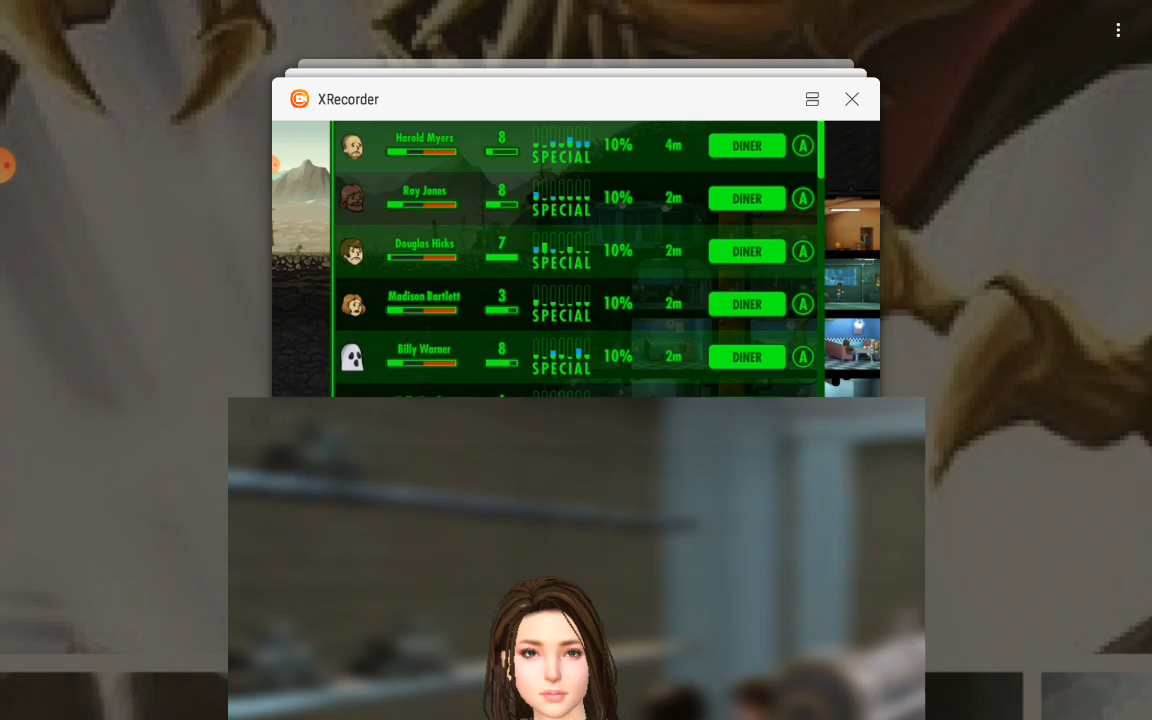 XRecorder
Harold Myers 8 SPECIAL 10% 4m DINER A
Roy Jones 8 SPECIAL 10% 2m DINER A
Douglas Hicks 7 SPECIAL 10% 2m DINER A
Madison Bartlett 3 SPECIAL 10% 2m DINER A
Billy Warner 8 SPECIAL 10% 2m DINER A